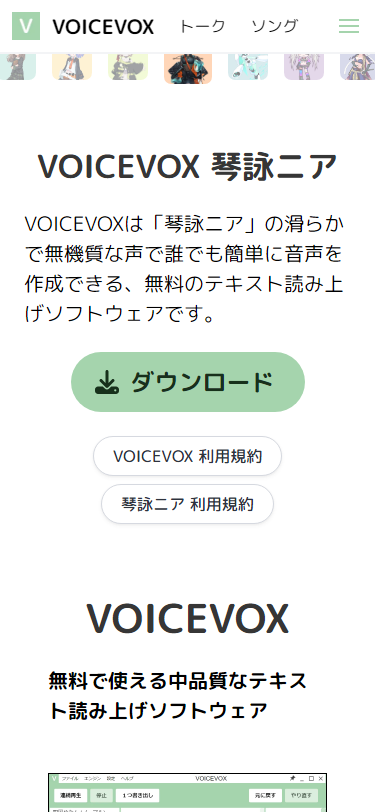 V VOICEVOX トーク ソング
VOICEVOX 琴詠ニア
VOICEVOXは「琴詠ニア」の滑らか
で無機質な声で誰でも簡単に音声を
作成できる、無料のテキスト読み上
げソフトウェアです。
ダウンロード
VOICEVOX 利用規約
琴詠ニア 利用規約
VOICEVOX
無料で使える中品質なテキス
ト読み上げソフトウェア
ファイル エンジン 設定 ヘルプ VOICEVOX
連続再生 停止 1つ書き出し 元に戻す やり直す